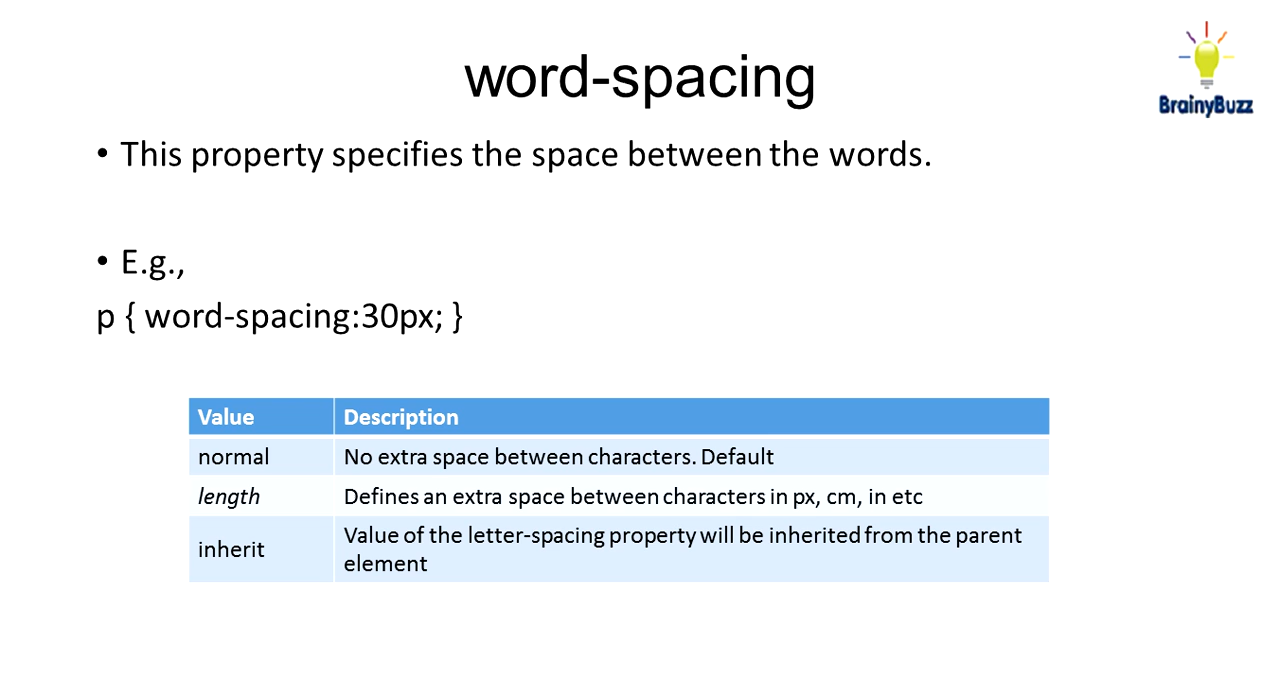 word-spacing
BrainyBuzz
• This property specifies the space between the words.
• E.g.,
p { word-spacing:30px; }
Value Description
normal No extra space between characters. Default
length Defines an extra space between characters in px, cm, in etc
inherit Value of the letter-spacing property will be inherited from the parent
element